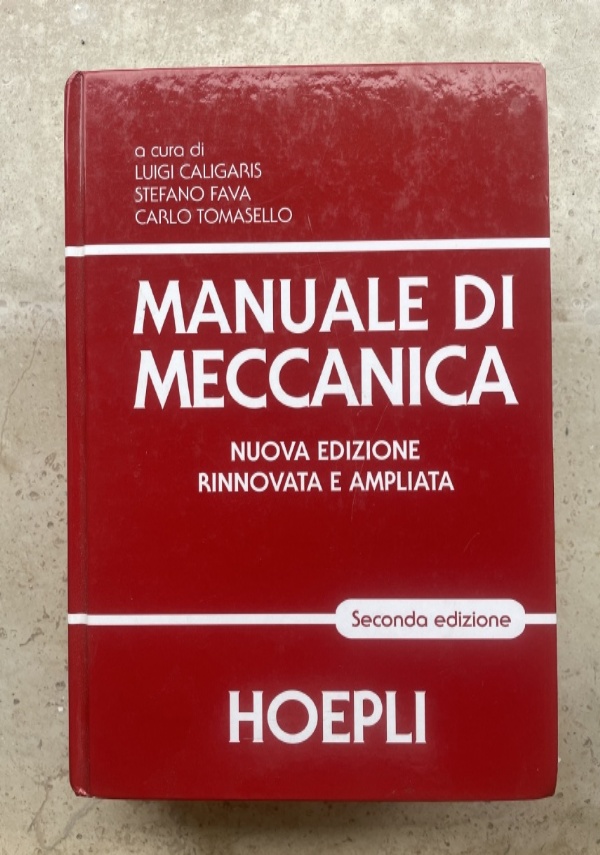 a cura di
LUIGI CALIGARIS
STEFANO FAVA
CARLO TOMASELLO
MANUALE DI
MECCANICA
NUOVA EDIZIONE
RINNOVATA E AMPLIATA
Seconda edizione
HOEPLI